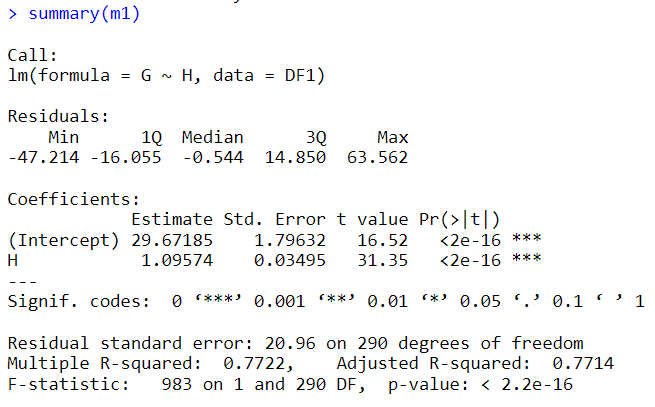 > summary(m1)
Call:
lm(formula = G ~ H, data = DF1)
Residuals:
    Min      1Q  Median      3Q     Max
-47.214 -16.055  -0.544  14.850  63.562
Coefficients:
            Estimate Std. Error t value Pr(>|t|)
(Intercept) 29.67185    1.79632   16.52   <2e-16 ***
H            1.09574    0.03495   31.35   <2e-16 ***
---
Signif. codes:  0 ‘***’ 0.001 ‘**’ 0.01 ‘*’ 0.05 ‘.’ 0.1 ‘ ’ 1
Residual standard error: 20.96 on 290 degrees of freedom
Multiple R-squared:  0.7722,    Adjusted R-squared:  0.7714
F-statistic:   983 on 1 and 290 DF,  p-value: < 2.2e-16